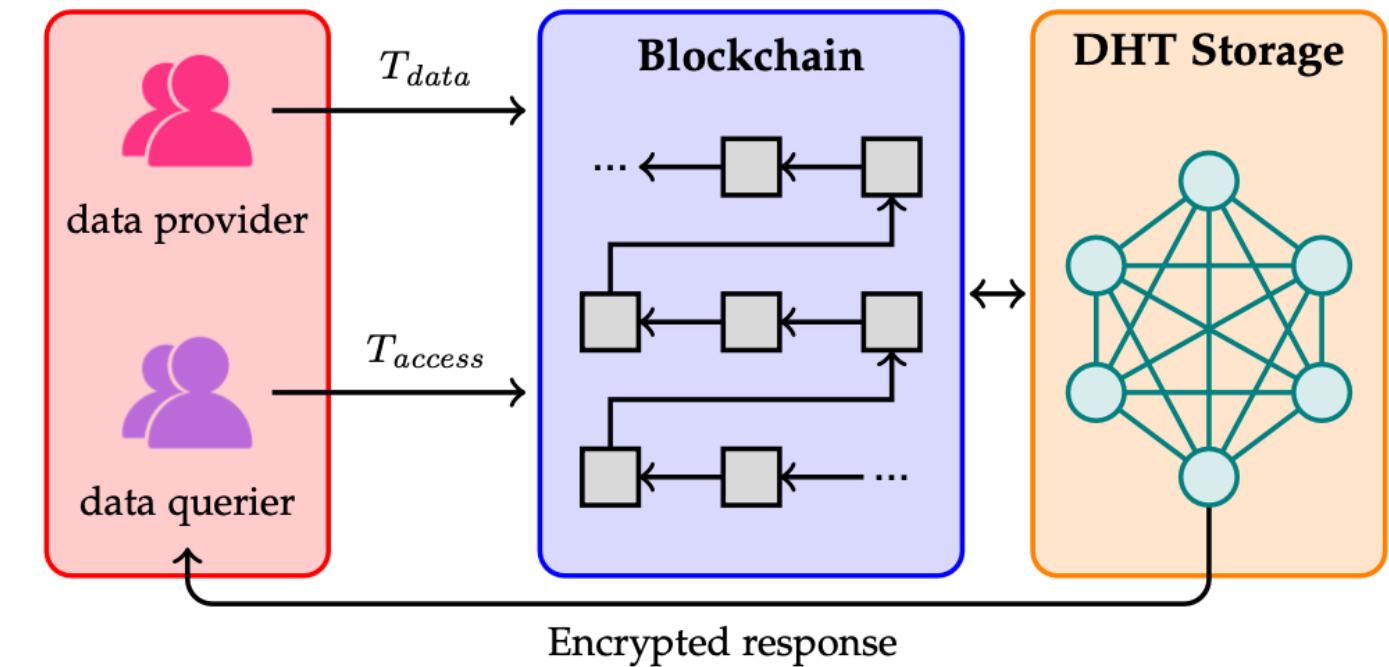 Blockchain
DHT Storage
T_data
...
data provider
T_access
data querier
...
Encrypted response